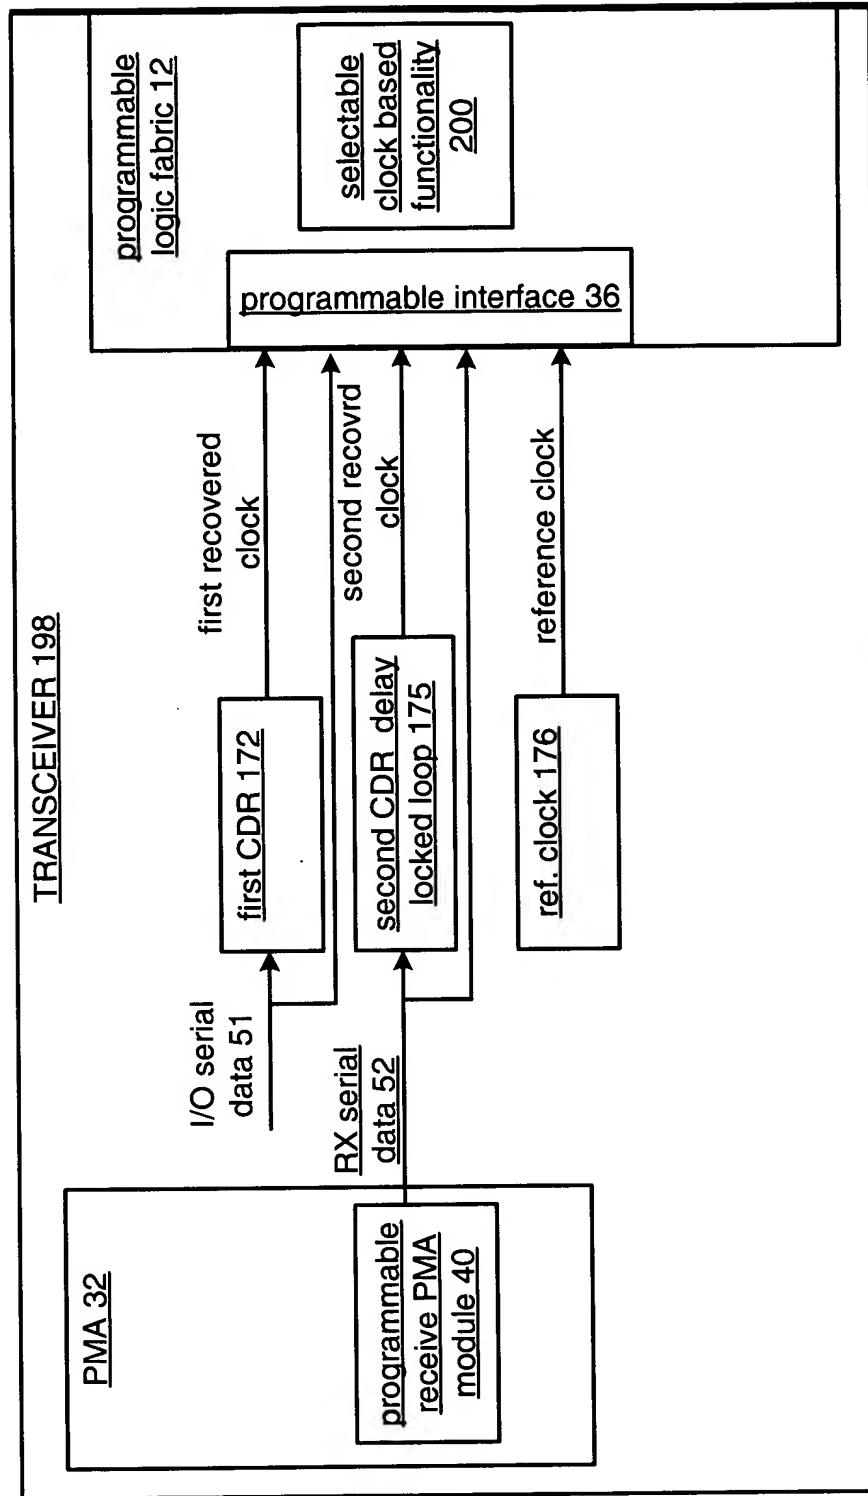 TRANSCEIVER 198
PMA 32
programmable
receive PMA
module 40
I/O serial
data 51
RX serial
data 52
first CDR 172
second CDR delay
locked loop 175
ref. clock 176
first recovered
clock
second recovrd
clock
reference clock
programmable
logic fabric 12
programmable interface 36
selectable
clock based
functionality
200